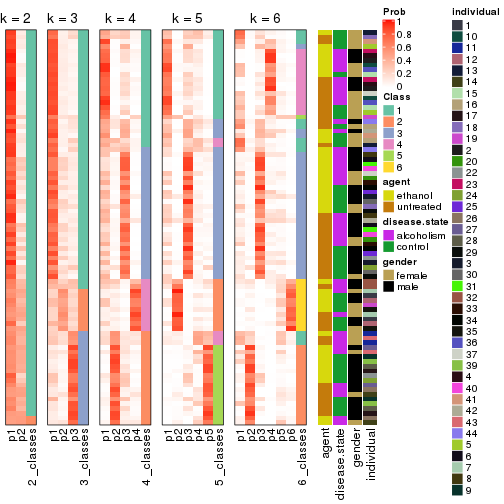 k = 2
k = 3
k = 4
k = 5
k = 6
p1
p2
2_classes
p1
p2
p3
3_classes
p1
p2
p3
p4
4_classes
p1
p2
p3
p4
p5
5_classes
p1
p2
p3
p4
p5
p6
6_classes
agent
disease.state
gender
individual
Prob
1
0.8
0.6
0.4
0.2
0
Class
1
2
3
4
5
6
agent
ethanol
untreated
disease.state
alcoholism
control
gender
female
male
individual
1
10
11
12
13
14
15
16
17
18
19
2
20
22
23
24
25
26
27
28
29
3
30
31
32
33
34
35
36
37
39
4
40
41
42
43
44
5
6
7
8
9